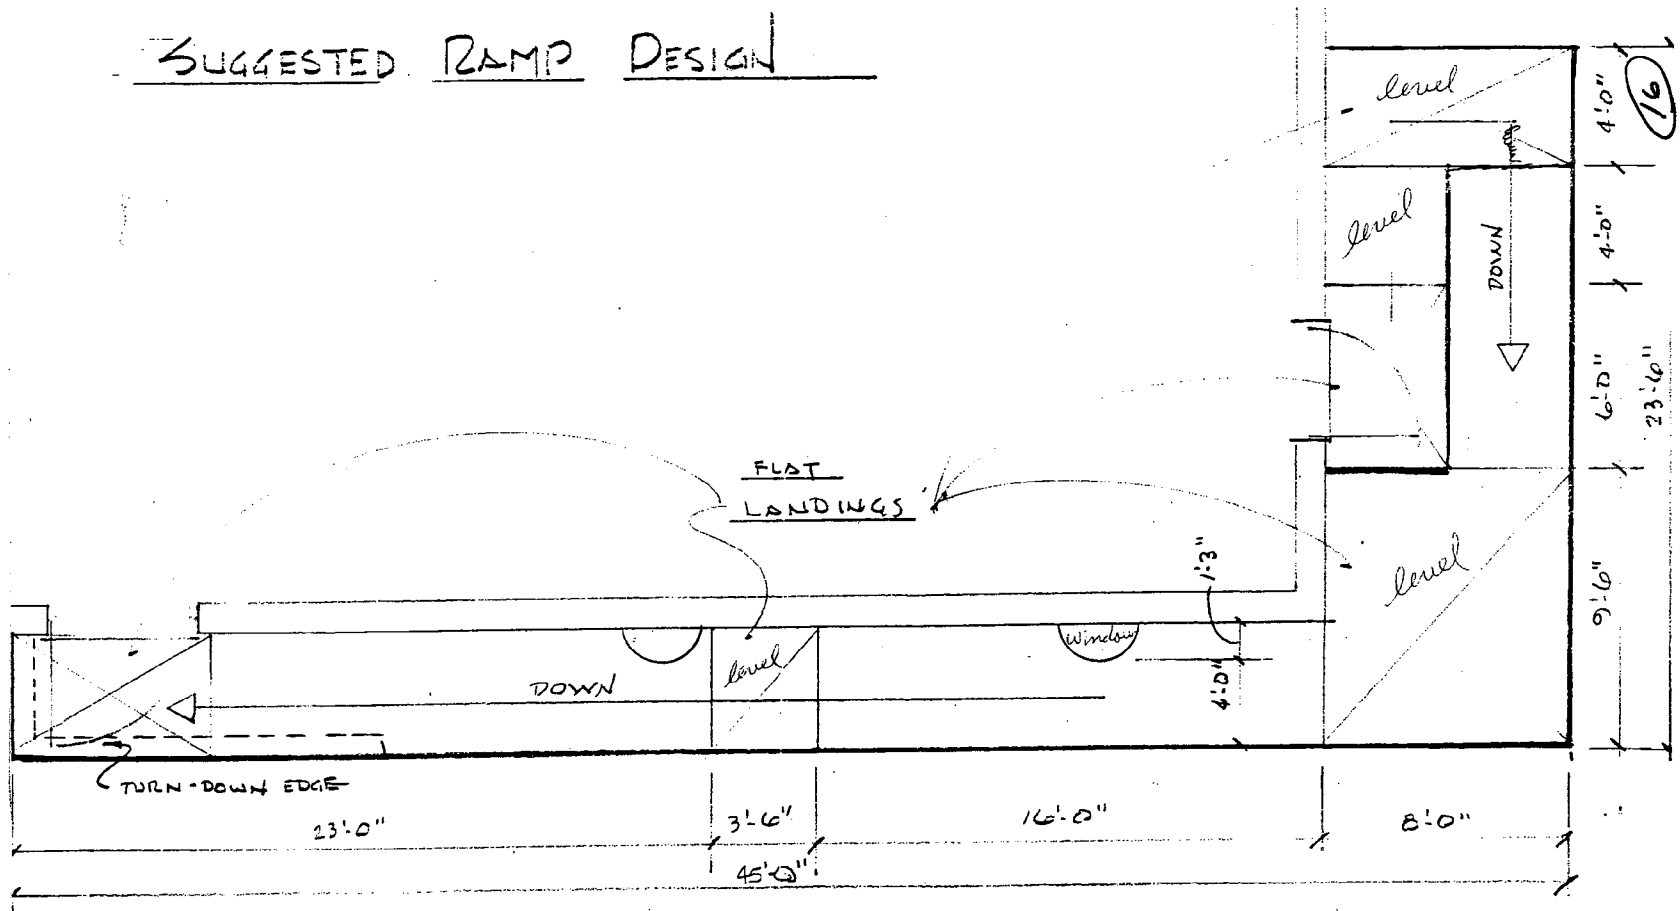 SUGGESTED RAMP DESIGN
level
4'-0"
16
level
4'-0"
DOWN
6'-0"
23'-6"
FLAT
LANDINGS
level
9'-6"
1'-3"
window
level
4'-0"
DOWN
TURN-DOWN EDGE
23'-0"
3'-6"
16'-0"
8'-0"
45'-0"